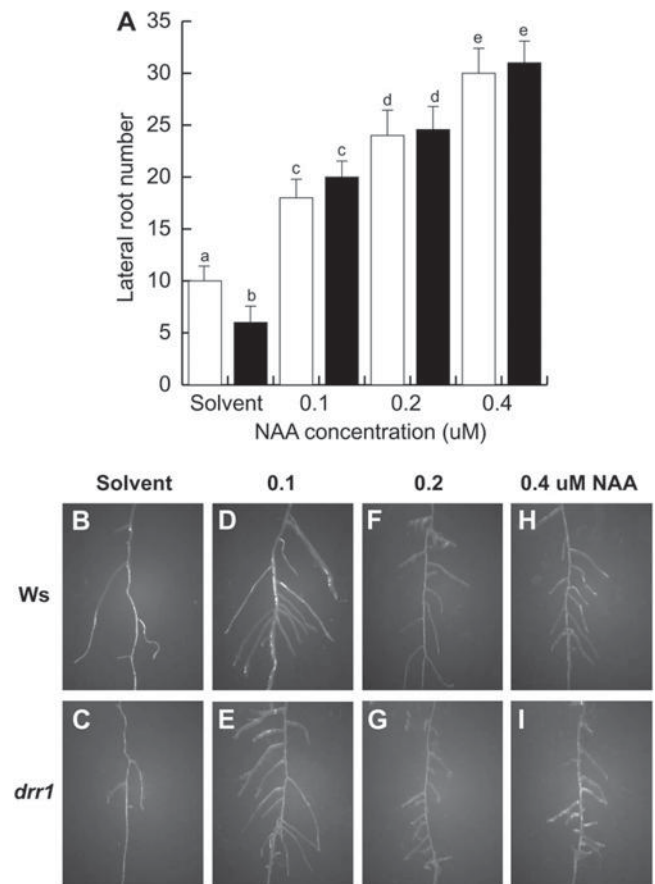 A
Lateral root number
35
30
25
20
15
10
5
0
a
b
c
c
d
d
e
e
Solvent 0.1 0.2 0.4
NAA concentration (uM)
Solvent 0.1 0.2 0.4 uM NAA
Ws
B D F H
drr1
C E G I